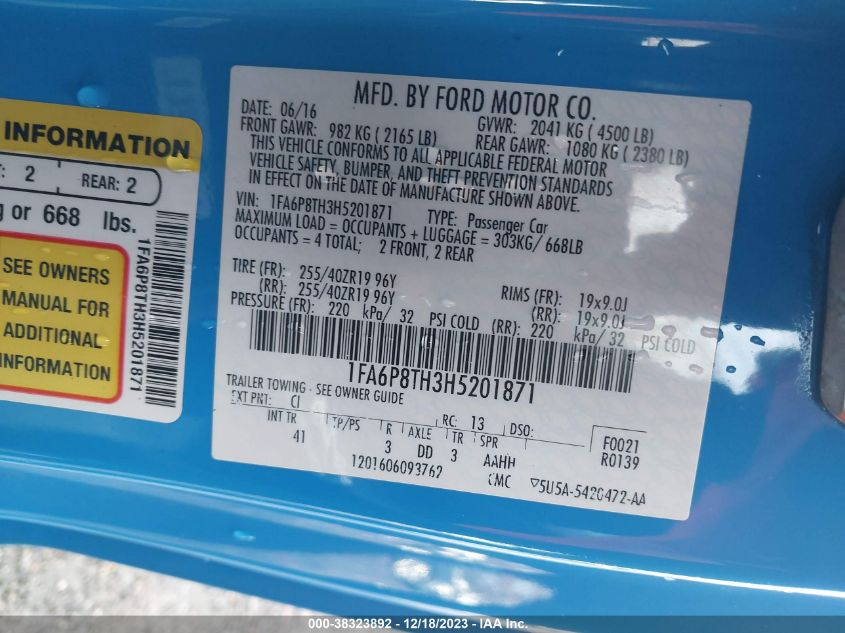 INFORMATION
: 2
REAR: 2
g or 668 lbs.
SEE OWNERS
MANUAL FOR
ADDITIONAL
INFORMATION
1FA6P8TH3H5201871
MFD. BY FORD MOTOR CO.
DATE: 06/16
GVWR: 2041 KG ( 4500 LB)
FRONT GAWR: 982 KG ( 2165 LB)
REAR GAWR: 1080 KG ( 2380 LB)
THIS VEHICLE CONFORMS TO ALL APPLICABLE FEDERAL MOTOR
VEHICLE SAFETY, BUMPER, AND THEFT PREVENTION STANDARDS
IN EFFECT ON THE DATE OF MANUFACTURE SHOWN ABOVE.
VIN: 1FA6P8TH3H5201871 TYPE: Passenger Car
MAXIMUM LOAD = OCCUPANTS + LUGGAGE = 303KG/ 668LB
OCCUPANTS = 4 TOTAL; 2 FRONT, 2 REAR
TIRE (FR): 255/40ZR19 96Y RIMS (FR): 19x9.0J
(RR): 255/40ZR19 96Y (RR): 19x9.0J
PRESSURE (FR): 220 kPa/ 32 PSI COLD (RR): 220 kPa/ 32 PSI COLD
1FA6P8TH3H5201871
TRAILER TOWING - SEE OWNER GUIDE
EXT PNT: CI RC: 13 DSO:
INT TR TP/PS R AXLE TR SPR
41 3 DD 3 AAHH
F0021
R0139
1201606093762 CMC ▽5U5A-5420472-AA
000-38323892 - 12/18/2023 - IAA Inc.